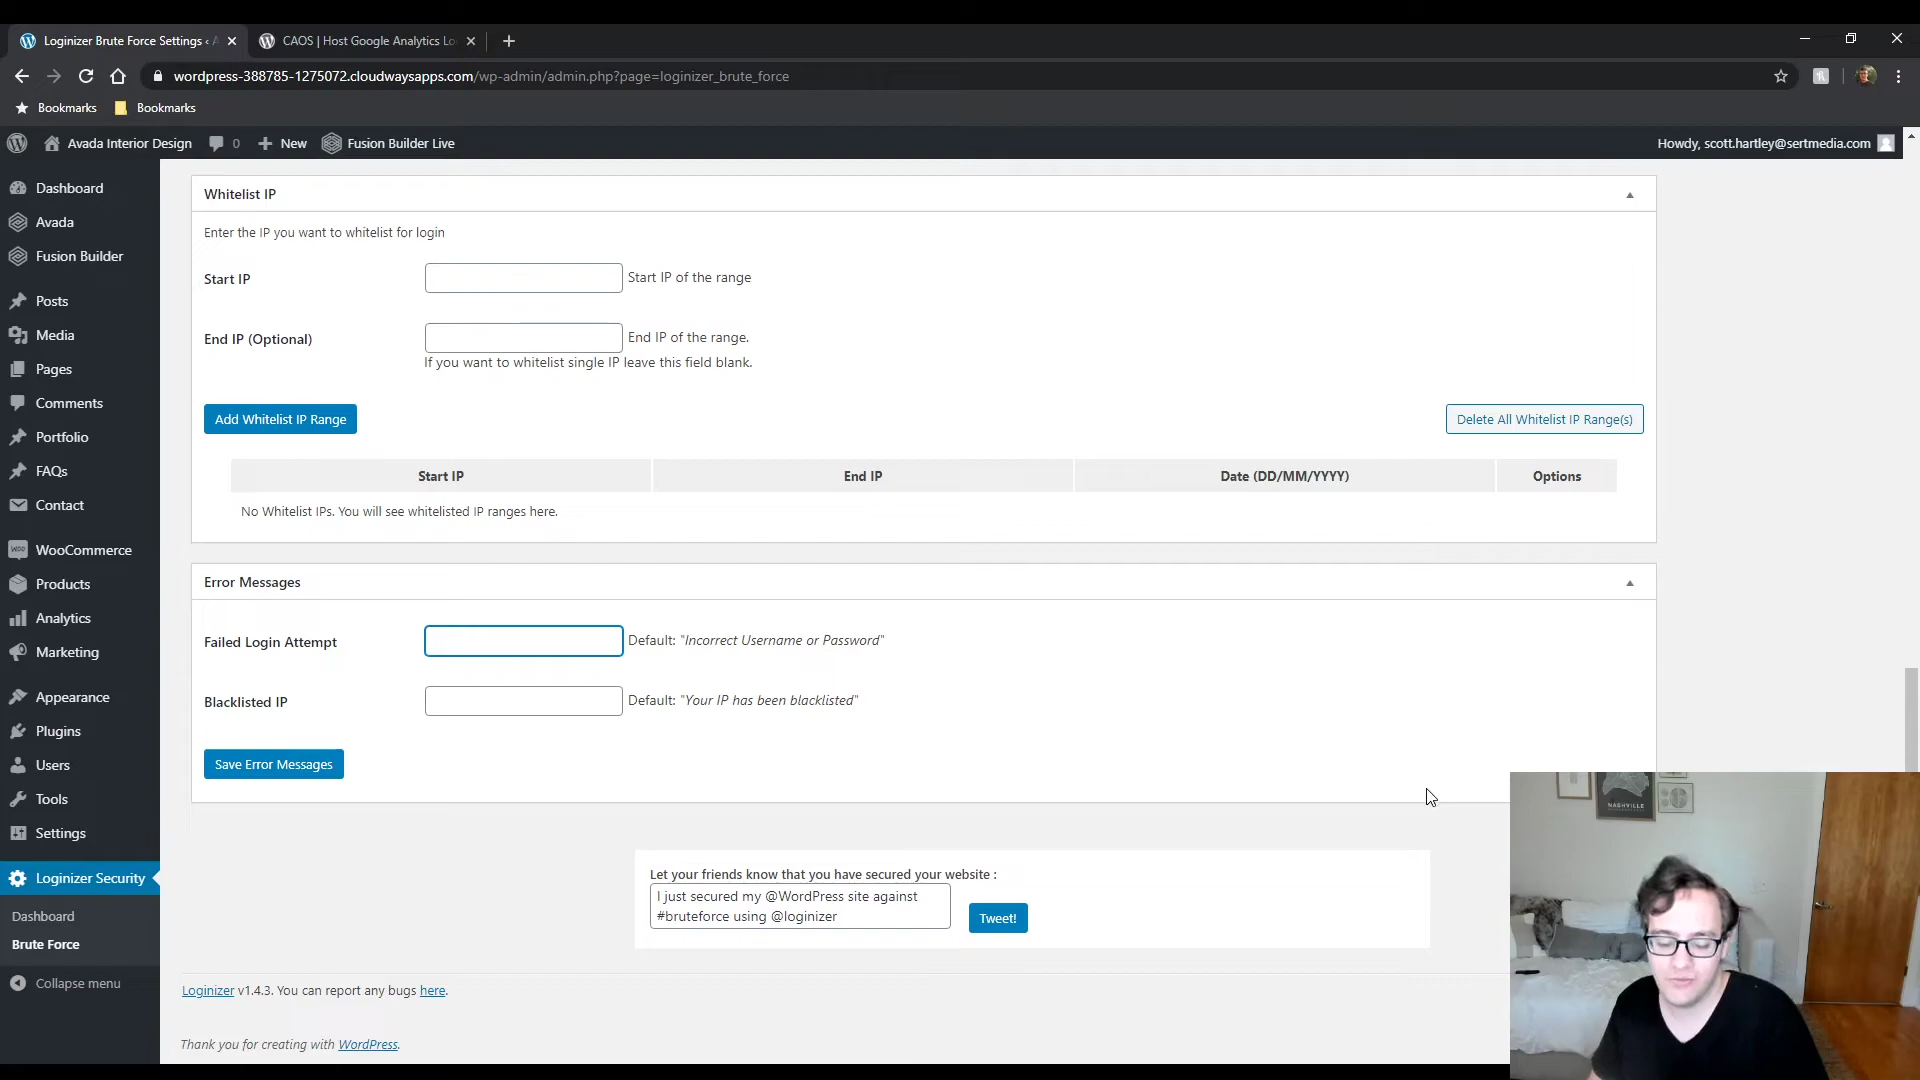 Loginizer Brute Force Settings ‹ A
CAOS | Host Google Analytics Lo
wordpress-388785-1275072.cloudwaysapps.com/wp-admin/admin.php?page=loginizer_brute_force
Bookmarks
Bookmarks
Avada Interior Design
0
New
Fusion Builder Live
Howdy, scott.hartley@sertmedia.com
Dashboard
Avada
Fusion Builder
Posts
Media
Pages
Comments
Portfolio
FAQs
Contact
WooCommerce
Products
Analytics
Marketing
Appearance
Plugins
Users
Tools
Settings
Loginizer Security
Dashboard
Brute Force
Collapse menu
Whitelist IP
Enter the IP you want to whitelist for login
Start IP
Start IP of the range
End IP (Optional)
End IP of the range.
If you want to whitelist single IP leave this field blank.
Add Whitelist IP Range
Delete All Whitelist IP Range(s)
Start IP
End IP
Date (DD/MM/YYYY)
Options
No Whitelist IPs. You will see whitelisted IP ranges here.
Error Messages
Failed Login Attempt
Default: "Incorrect Username or Password"
Blacklisted IP
Default: "Your IP has been blacklisted"
Save Error Messages
Let your friends know that you have secured your website :
I just secured my @WordPress site against
#bruteforce using @loginizer
Tweet!
Loginizer v1.4.3. You can report any bugs here.
Thank you for creating with WordPress.
NASHVILLE